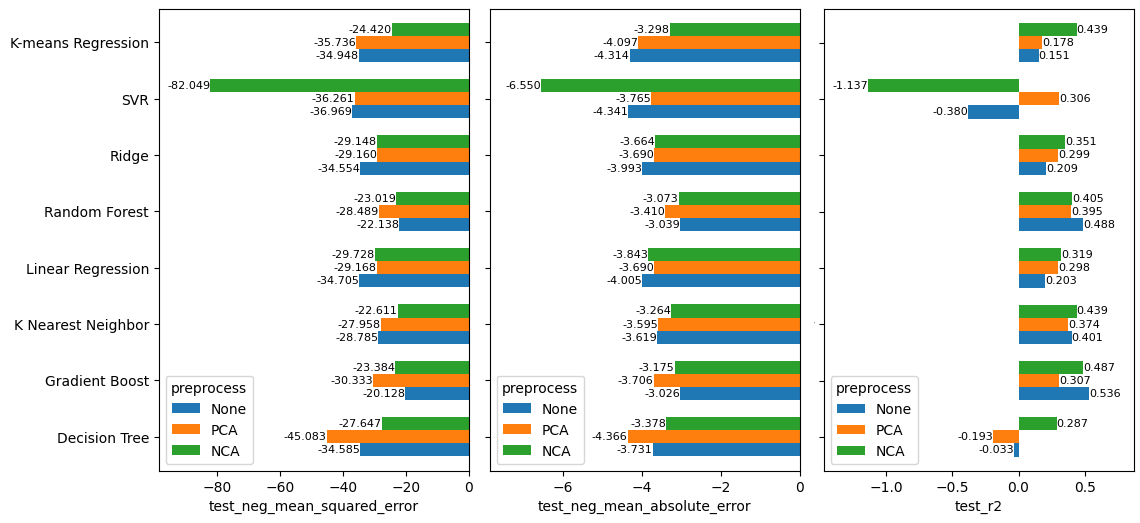 K-means Regression
SVR
Ridge
Random Forest
Linear Regression
K Nearest Neighbor
Gradient Boost
Decision Tree
-24.420
-35.736
-34.948
-82.049
-36.261
-36.969
-29.148
-29.160
-34.554
-23.019
-28.489
-22.138
-29.728
-29.168
-34.705
-22.611
-27.958
-28.785
-23.384
-30.333
-20.128
-27.647
-45.083
-34.585
preprocess
None
PCA
NCA
−80 −60 −40 −20 0
test_neg_mean_squared_error
-3.298
-4.097
-4.314
-6.550
-3.765
-4.341
-3.664
-3.690
-3.993
-3.073
-3.410
-3.039
-3.843
-3.690
-4.005
-3.264
-3.595
-3.619
-3.175
-3.706
-3.026
-3.378
-4.366
-3.731
preprocess
None
PCA
NCA
−6 −4 −2 0
test_neg_mean_absolute_error
0.439
0.178
0.151
-1.137
0.306
-0.380
0.351
0.299
0.209
0.405
0.395
0.488
0.319
0.298
0.203
0.439
0.374
0.401
0.487
0.307
0.536
0.287
-0.193
-0.033
preprocess
None
PCA
NCA
−1.0 −0.5 0.0 0.5
test_r2